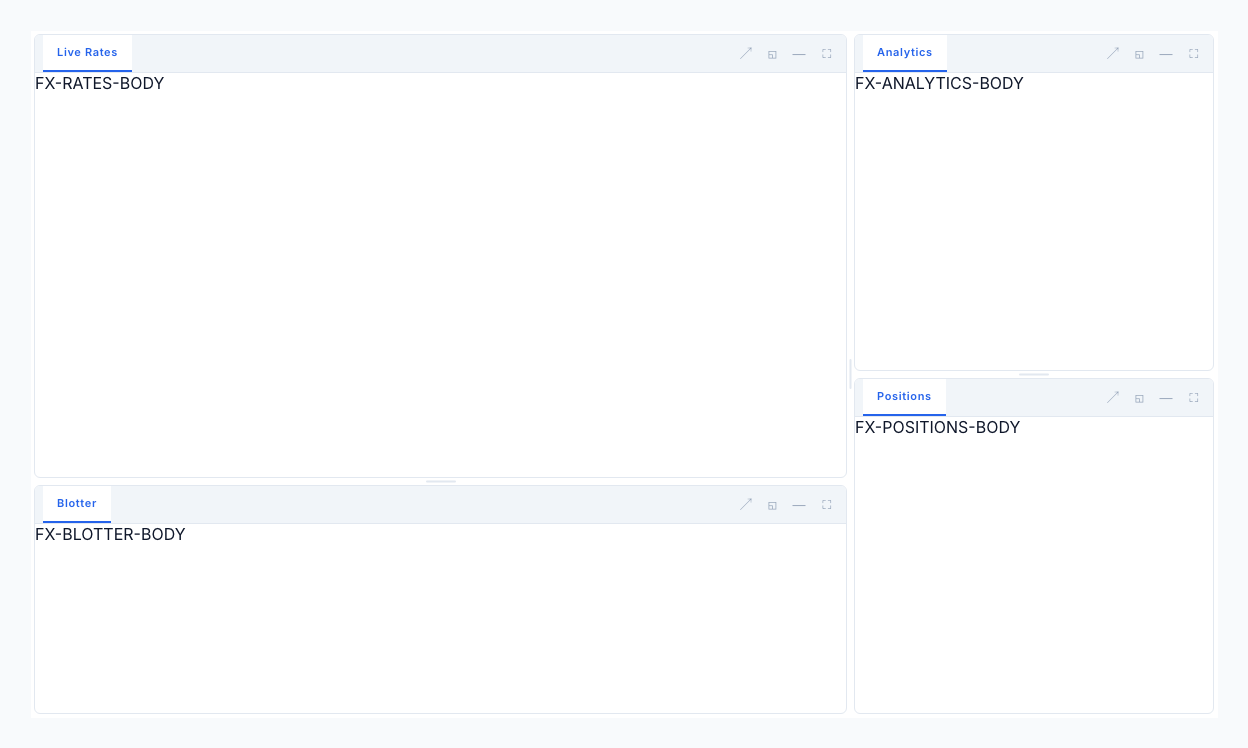 Live Rates
FX-RATES-BODY
Analytics
FX-ANALYTICS-BODY
Blotter
FX-BLOTTER-BODY
Positions
FX-POSITIONS-BODY